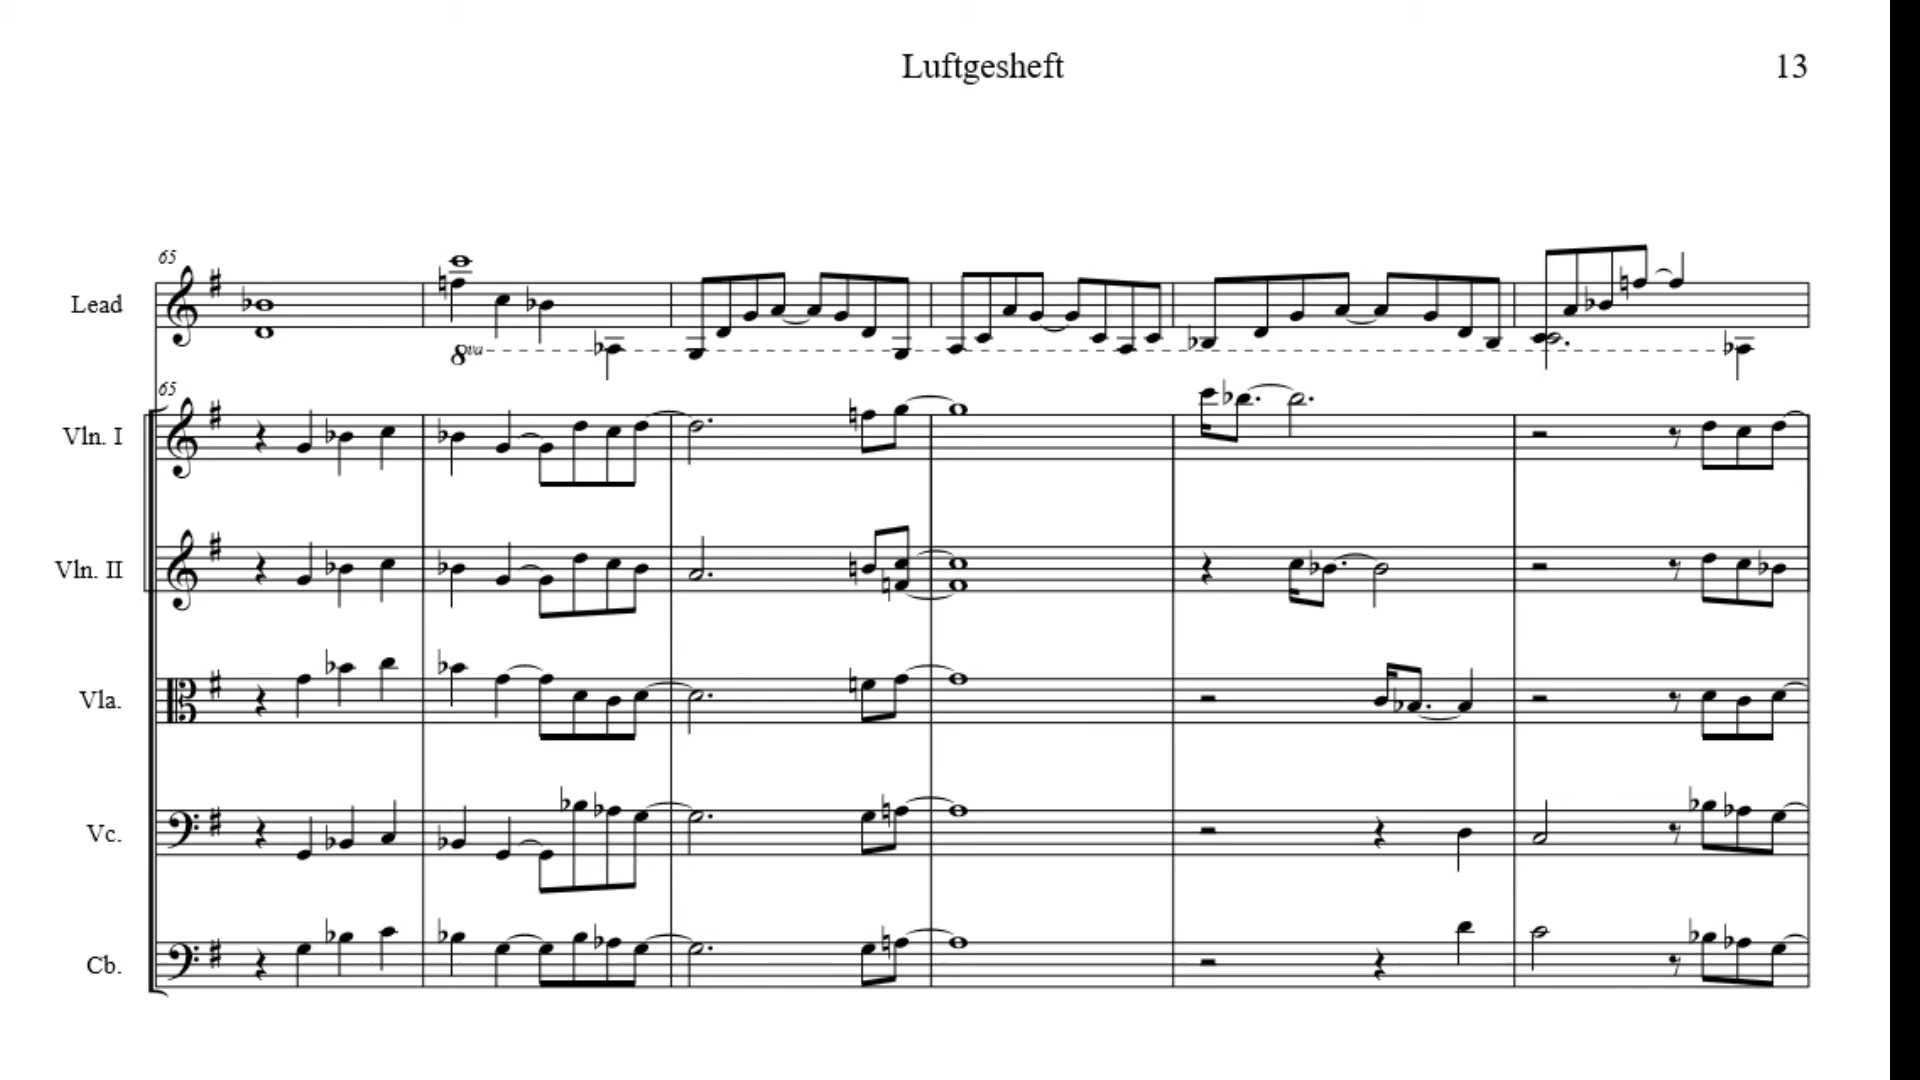 Luftgesheft 13
65
Lead
8va
65
Vln. I
Vln. II
Vla.
Vc.
Cb.